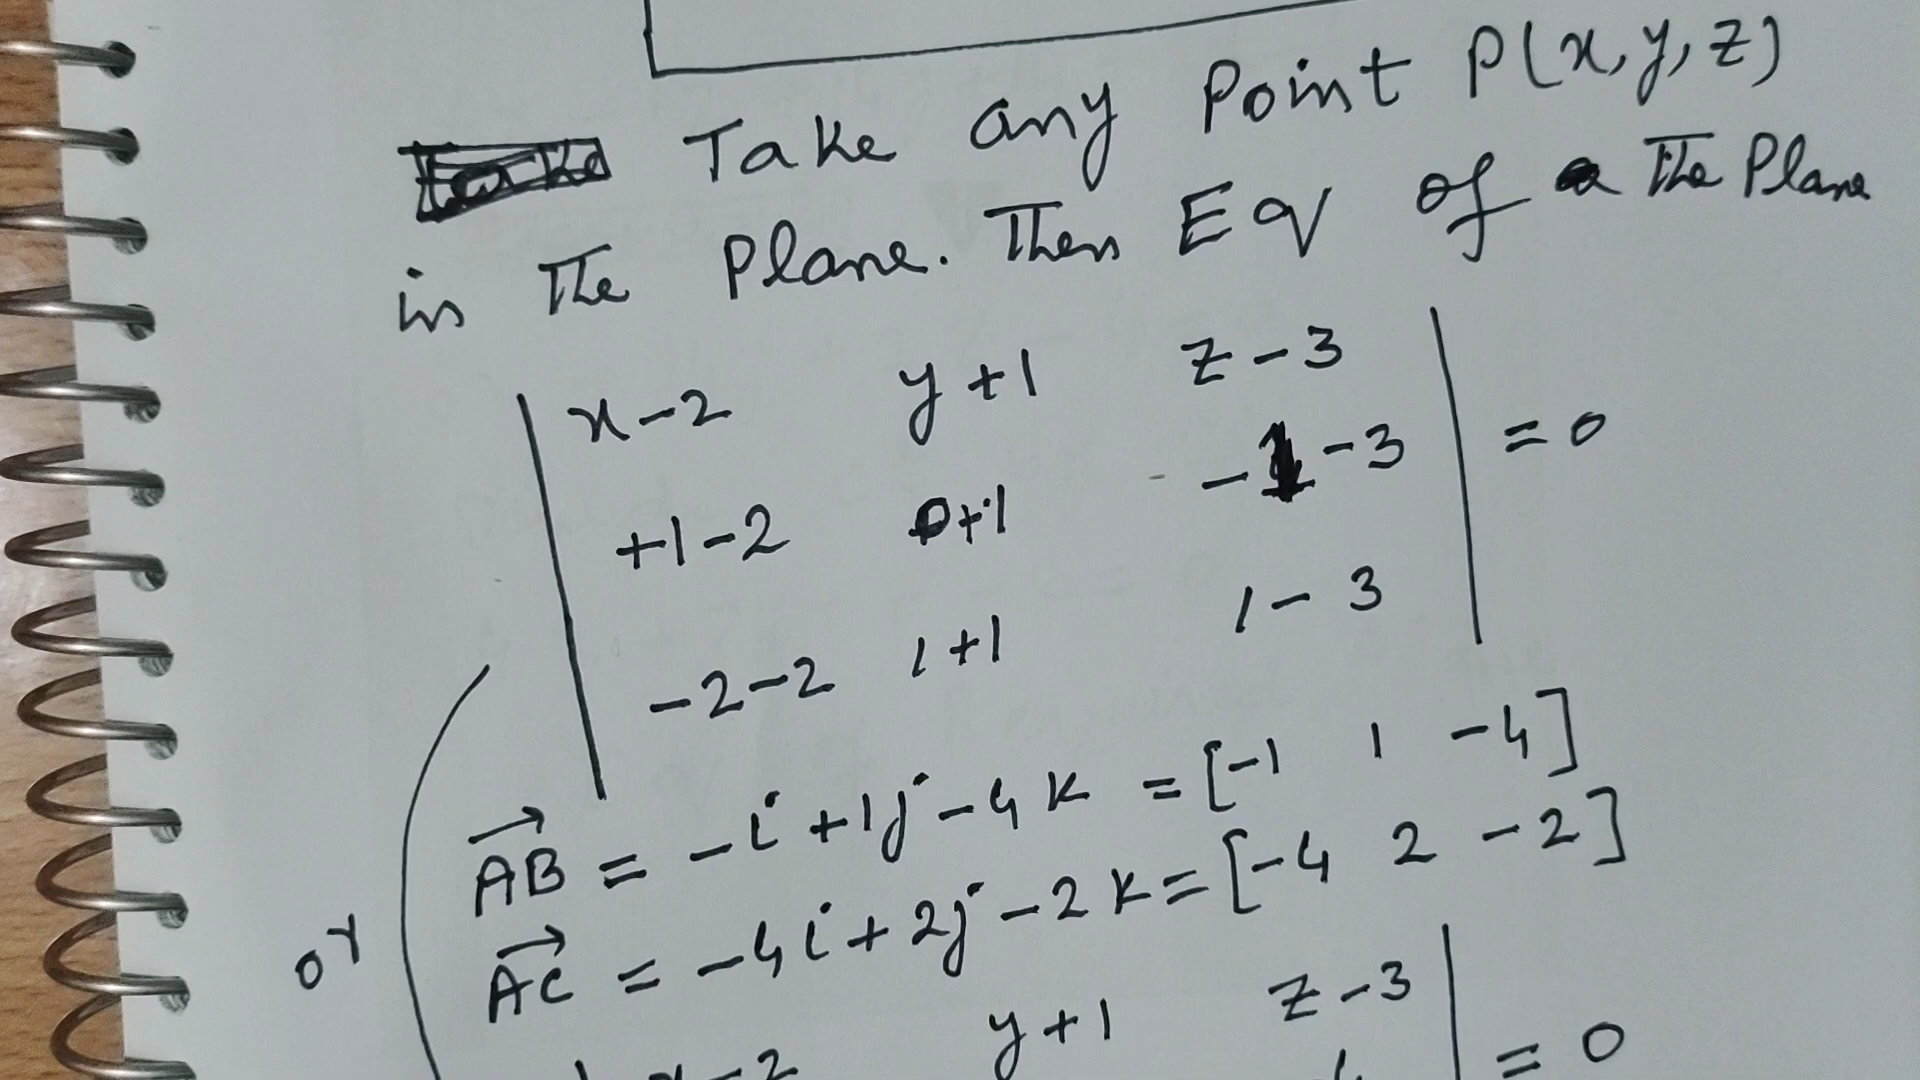 Take any Point P(x, y, z)
in the Plane. Then Eq of the Plane
| x-2 y+1 z-3 |
| +1-2 0+1 -1-3 | = 0
| -2-2 1+1 1-3 |
AB = -i + 1j - 4k = [-1 1 -4]
AC = -4i + 2j - 2k = [-4 2 -2]
or
x-2 y+1 z-3
= 0